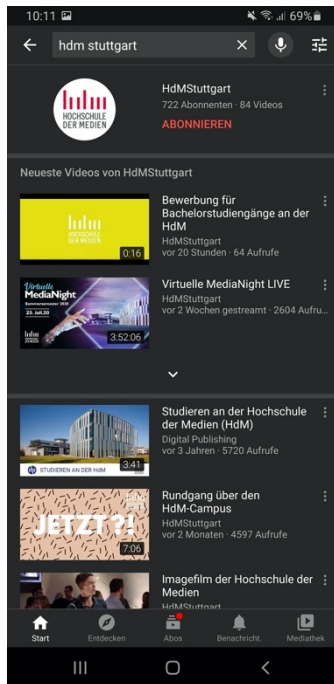 10:11
69%
hdm stuttgart
hdm
HOCHSCHULE
DER MEDIEN
HdMStuttgart
722 Abonnenten · 84 Videos
ABONNIEREN
Neueste Videos von HdMStuttgart
hdm
HOCHSCHULE
DER MEDIEN
0:16
Bewerbung für
Bachelorstudiengänge an der
HdM
HdMStuttgart
vor 20 Stunden · 64 Aufrufe
Virtuelle
MediaNight
Sommersemester 2020
23. Jul.20
hdm
3:52:06
Virtuelle MediaNight LIVE
HdMStuttgart
vor 2 Wochen gestreamt · 2604 Aufru...
STUDIEREN AN DER HdM
3:41
Studieren an der Hochschule
der Medien (HdM)
Digital Publishing
vor 3 Jahren · 5720 Aufrufe
JETZT?!
7:06
Rundgang über den
HdM-Campus
HdMStuttgart
vor 2 Monaten · 4597 Aufrufe
Imagefilm der Hochschule der
Medien
HdMStuttgart
Start
Entdecken
Abos
Benachricht.
Mediathek